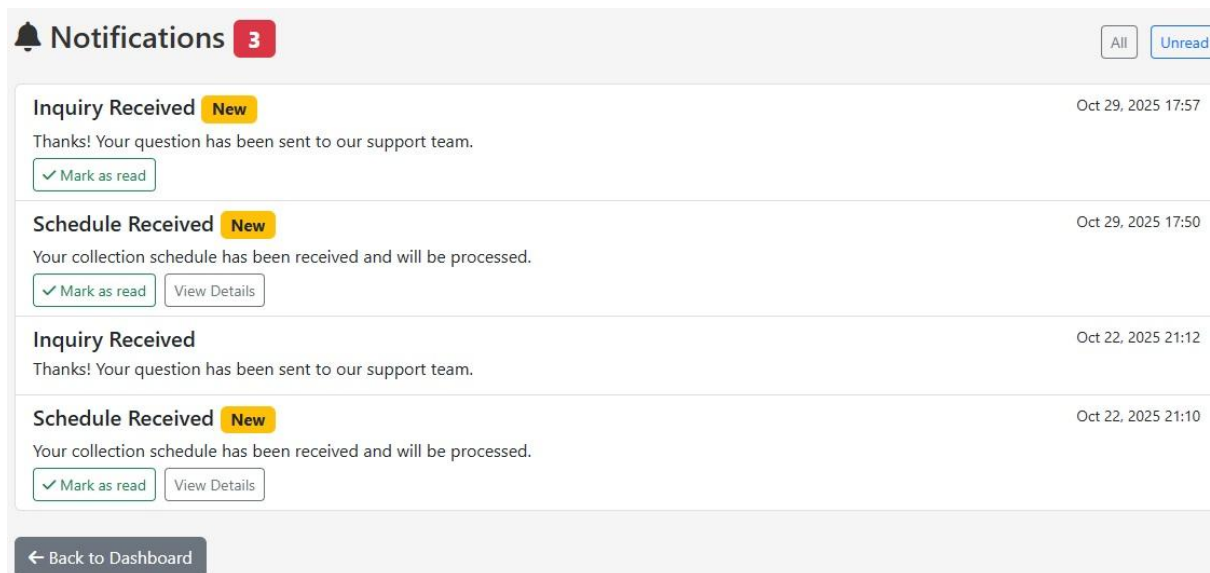 Notifications 3
All Unread
Inquiry Received New Oct 29, 2025 17:57
Thanks! Your question has been sent to our support team.
Mark as read
Schedule Received New Oct 29, 2025 17:50
Your collection schedule has been received and will be processed.
Mark as read View Details
Inquiry Received Oct 22, 2025 21:12
Thanks! Your question has been sent to our support team.
Schedule Received New Oct 22, 2025 21:10
Your collection schedule has been received and will be processed.
Mark as read View Details
Back to Dashboard